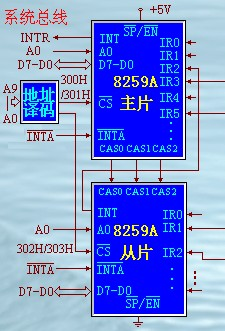 系统总线
+5V
INTR
INT
SP/EN
IR0
A0
A0
IR1
D7-D0
D7-D0
IR2
300H
8259A
IR3
A9
地址
/301H
CS
主片
IR4
A0
译码
IR5
INTA
INTA
CAS0 CAS1 CAS2
CAS0 CAS1 CAS2
INT
IR0
A0
A0
8259A
IR1
302H/303H
CS
从片
IR2
INTA
INTA
D7-D0
D7-D0
SP/EN